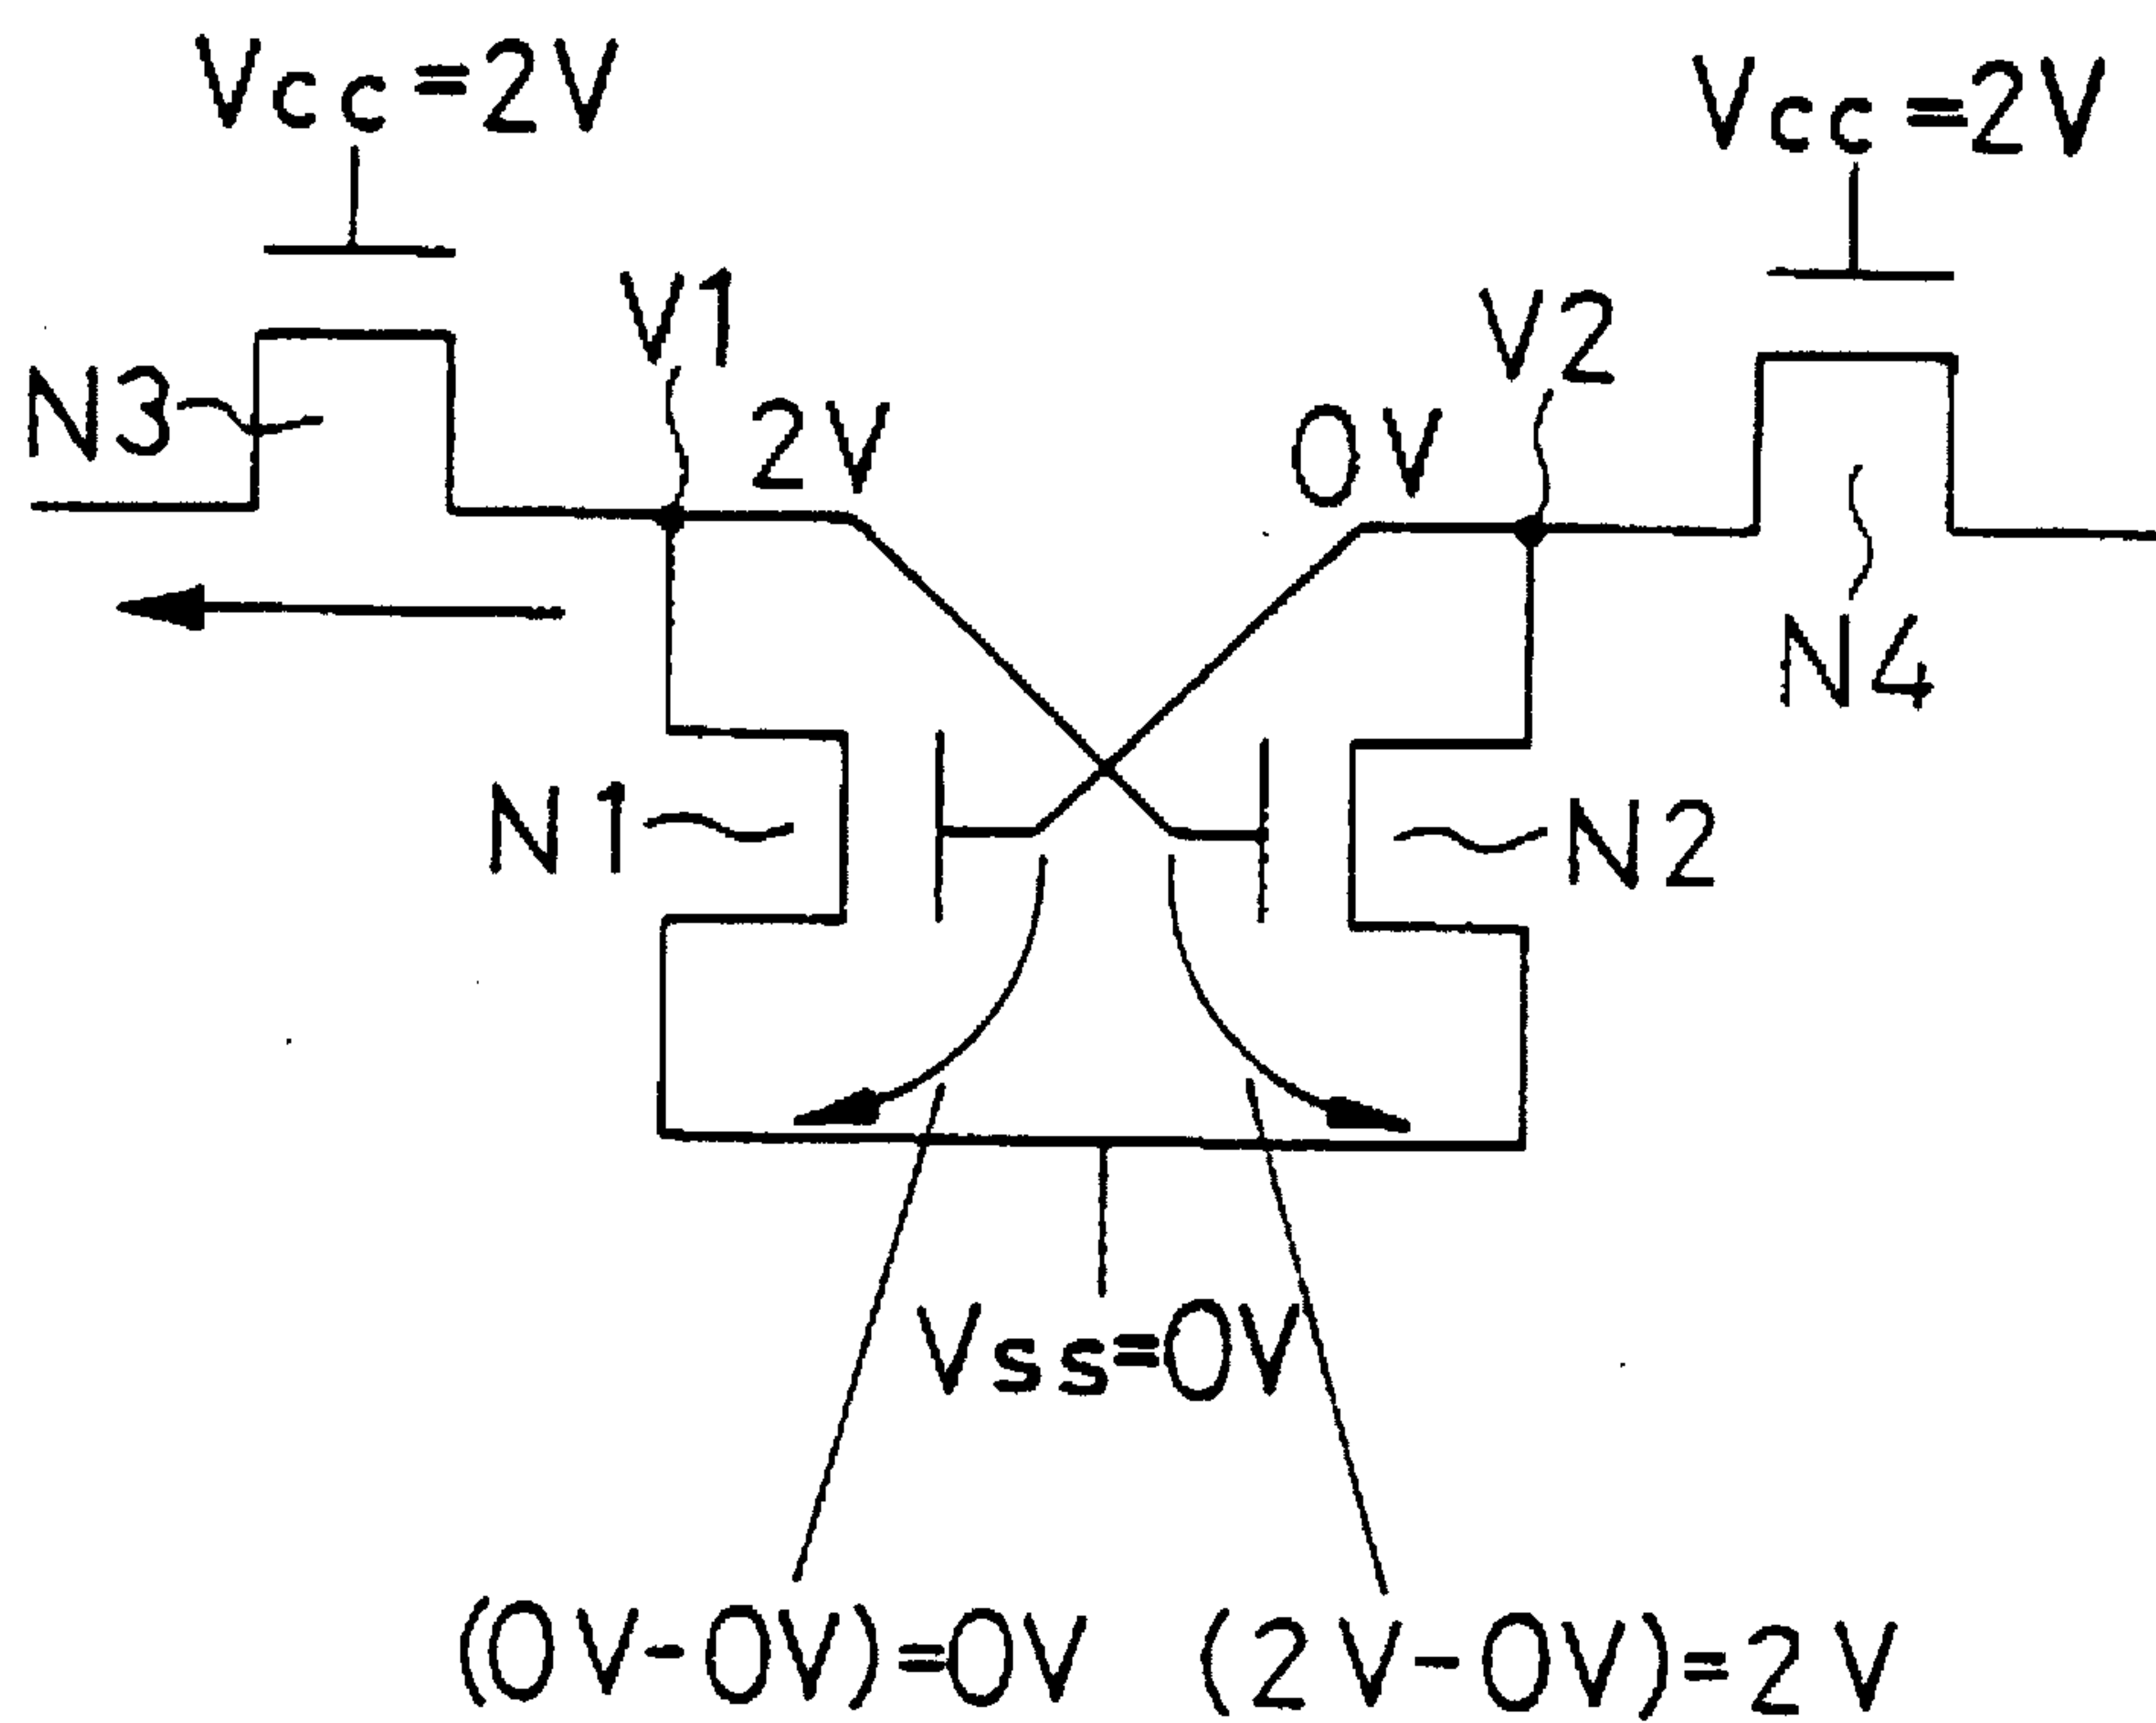 Vcc=2V
Vcc=2V
V1
V2
N3
2V
0V
N4
N1
N2
Vss=0V
(0V-0V)=0V
(2V-0V)=2V